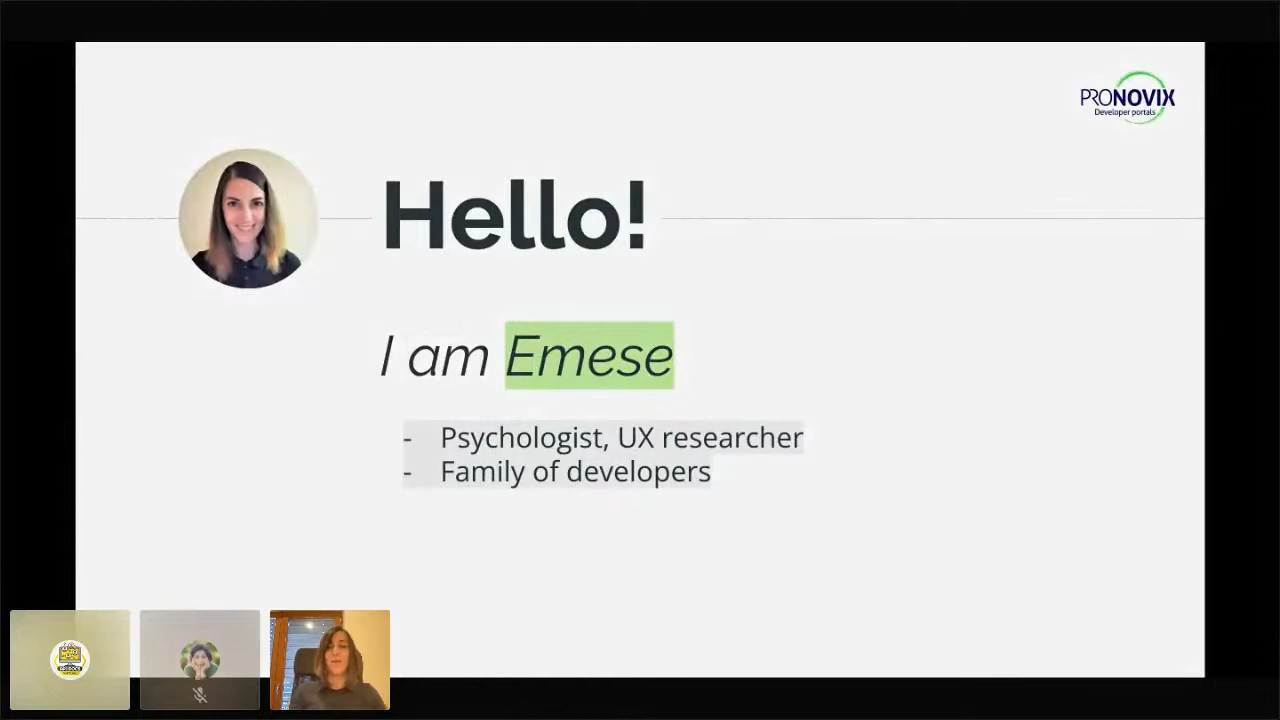 PRONOVIX
Developer portals
Hello!
I am Emese
- Psychologist, UX researcher
- Family of developers